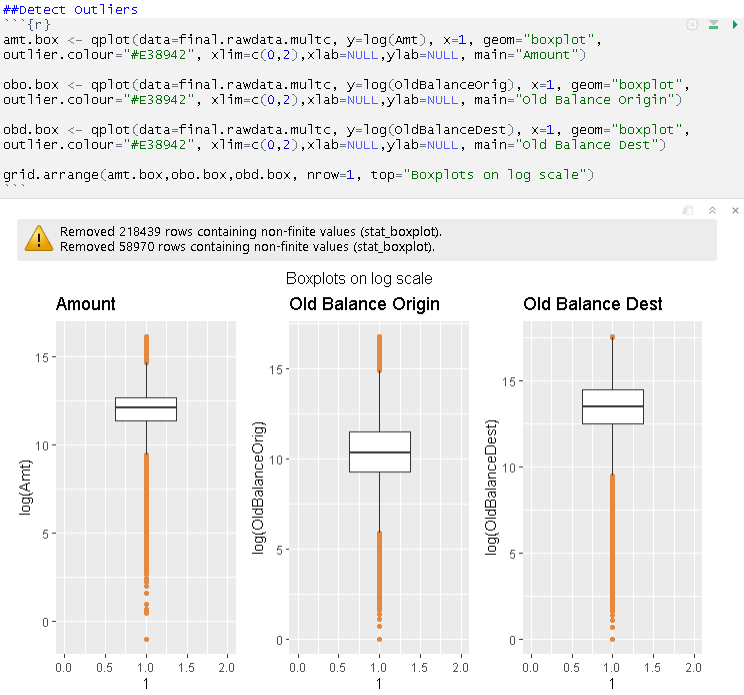 ##Detect Outliers
```{r}
amt.box <- qplot(data=final.rawdata.multc, y=log(Amt), x=1, geom="boxplot",
outlier.colour="#E38942", xlim=c(0,2),xlab=NULL,ylab=NULL, main="Amount")
obo.box <- qplot(data=final.rawdata.multc, y=log(OldBalanceOrig), x=1, geom="boxplot",
outlier.colour="#E38942", xlim=c(0,2),xlab=NULL,ylab=NULL, main="Old Balance Origin")
obd.box <- qplot(data=final.rawdata.multc, y=log(OldBalanceDest), x=1, geom="boxplot",
outlier.colour="#E38942", xlim=c(0,2),xlab=NULL,ylab=NULL, main="Old Balance Dest")
grid.arrange(amt.box,obo.box,obd.box, nrow=1, top="Boxplots on log scale")
```
Removed 218439 rows containing non-finite values (stat_boxplot).
Removed 58970 rows containing non-finite values (stat_boxplot).
Boxplots on log scale
Amount
log(Amt)
15
10
5
0
0.0 0.5 1.0 1.5 2.0
1
Old Balance Origin
log(OldBalanceOrig)
15
10
5
0
0.0 0.5 1.0 1.5 2.0
1
Old Balance Dest
log(OldBalanceDest)
15
10
5
0
0.0 0.5 1.0 1.5 2.0
1